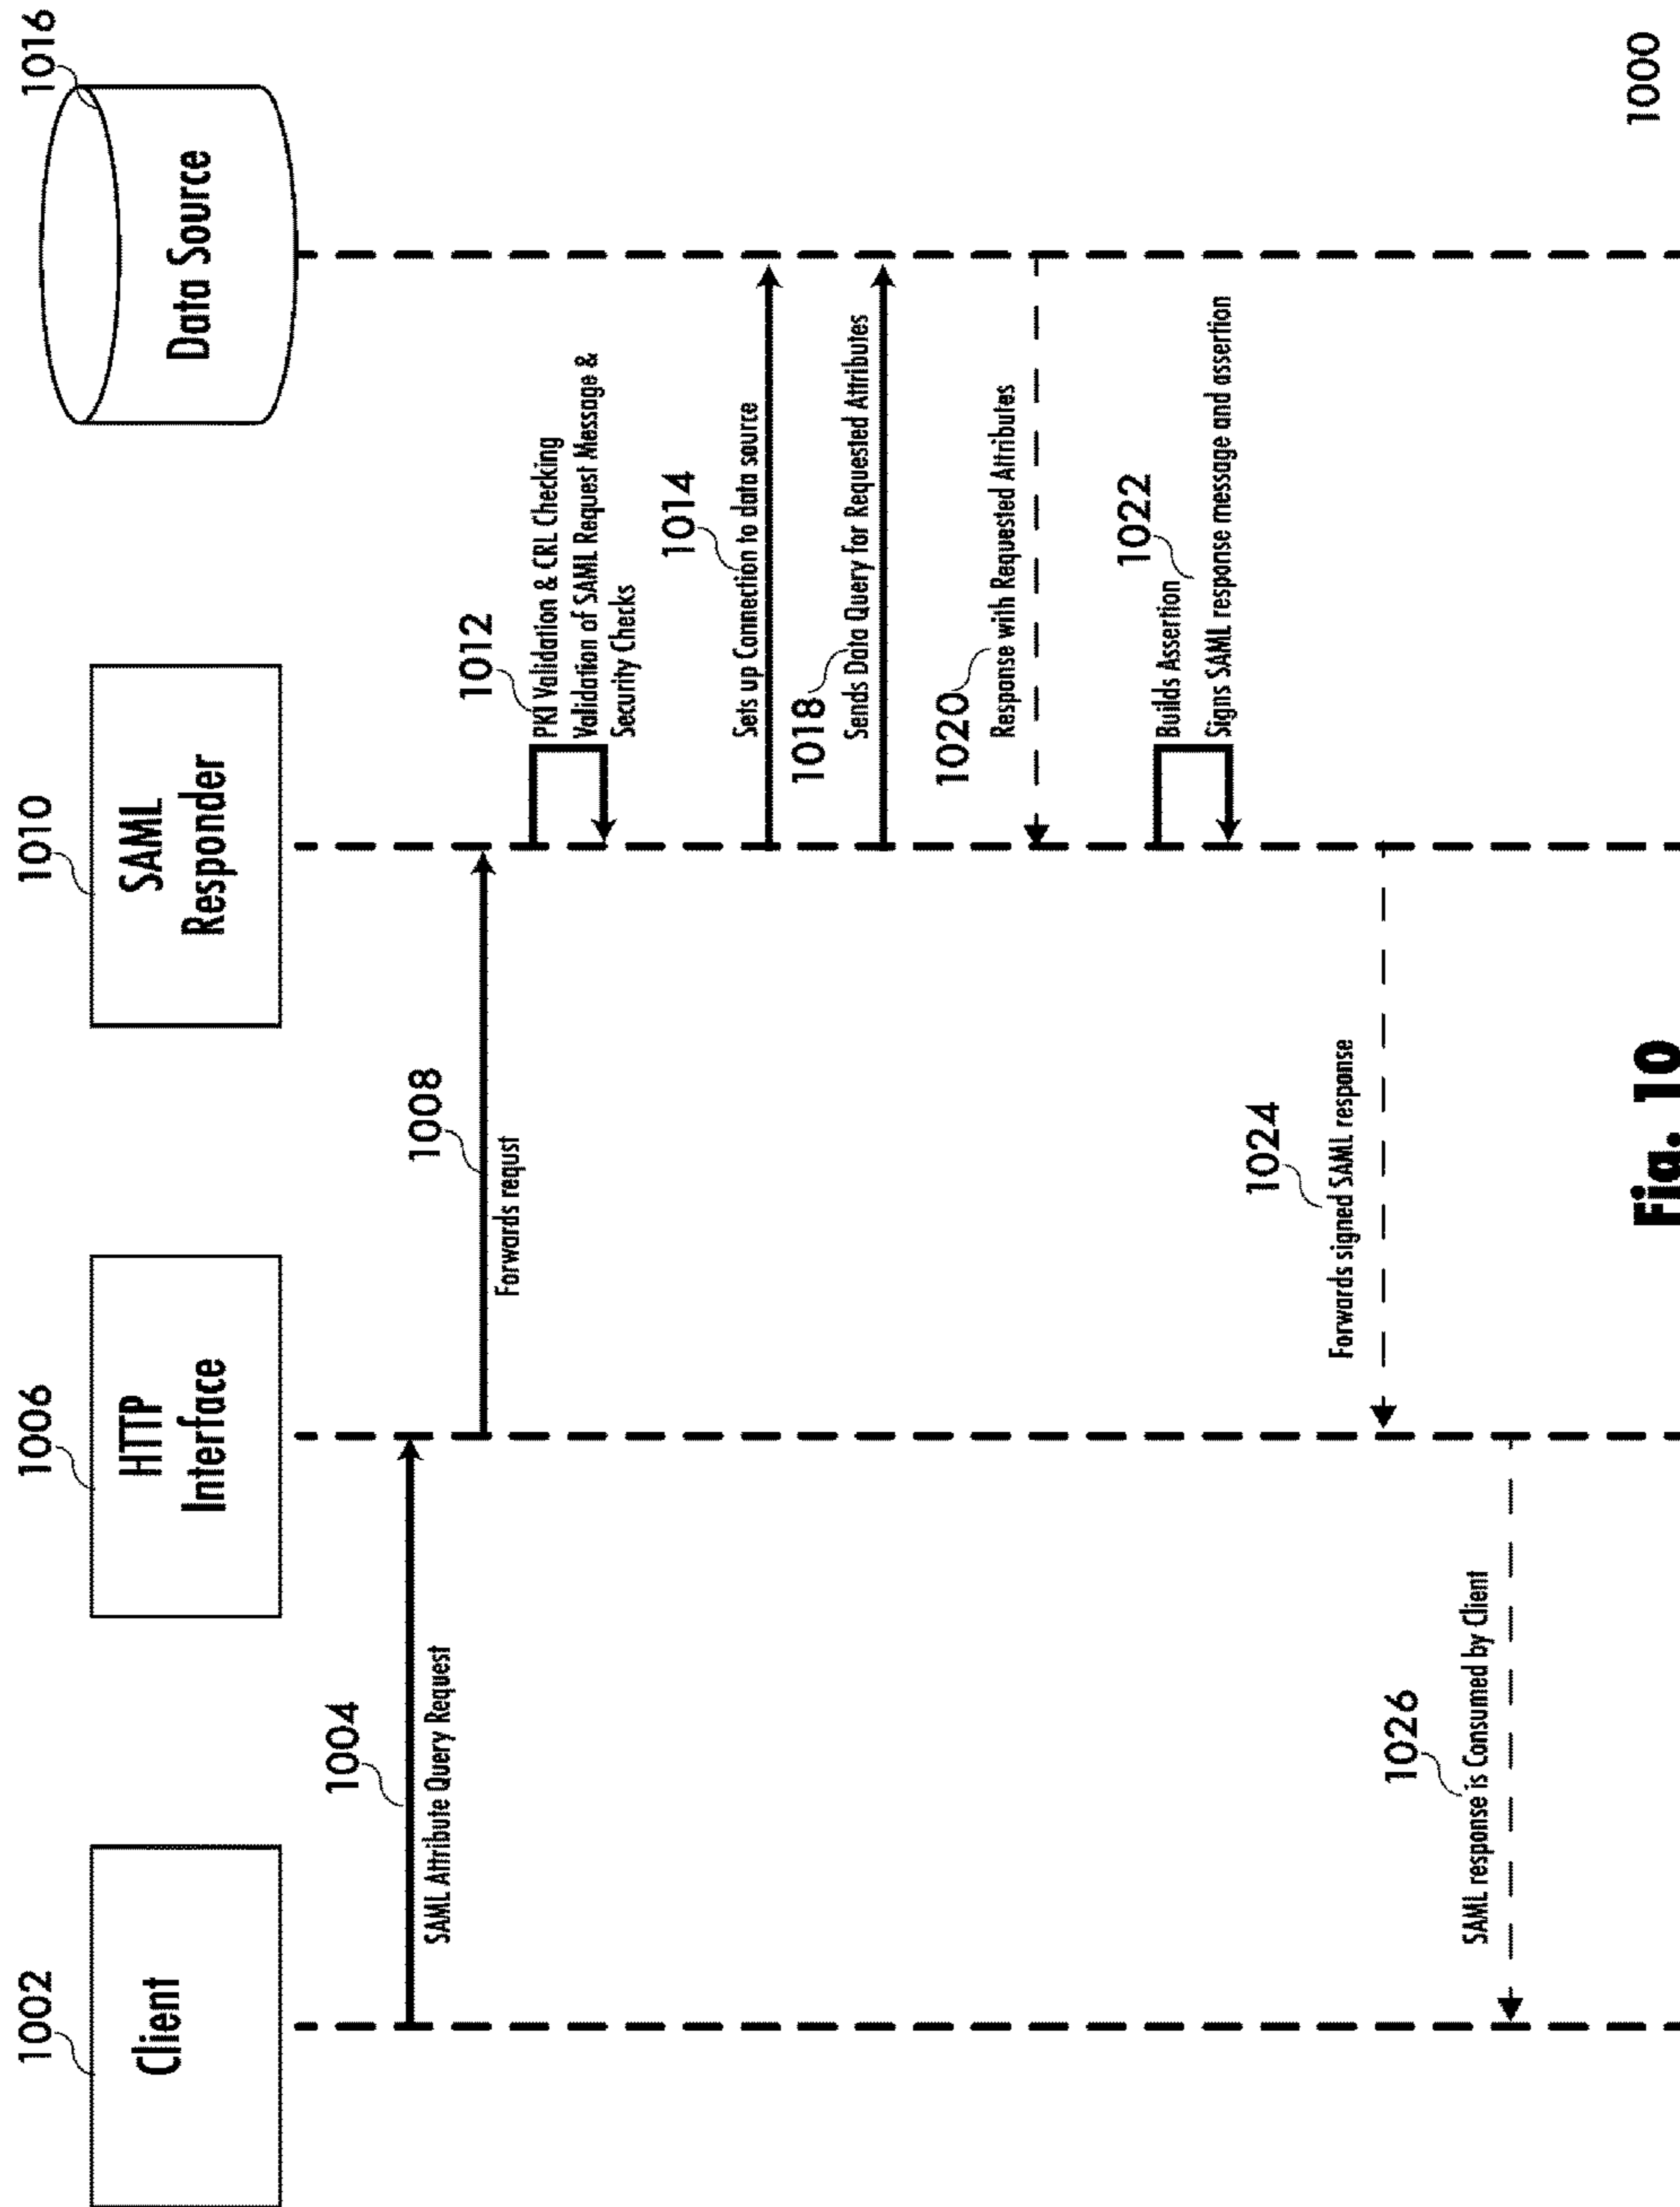 1002
Client
1006
HTTP
Interface
1010
SAML
Responder
1016
Data Source
1004
SAML Attribute Query Request
1008
Forwards requst
1012
PKI Validation & CRL Checking
Validation of SAML Request Message &
Security Checks
1014
Sets up Connection to data source
1018
Sends Data Query for Requested Attributes
1020
Response with Requested Attributes
1022
Builds Assertion
Signs SAML response message and assertion
1024
Forwards signed SAML response
1026
SAML response is Consumed by Client
Fig. 10
1000